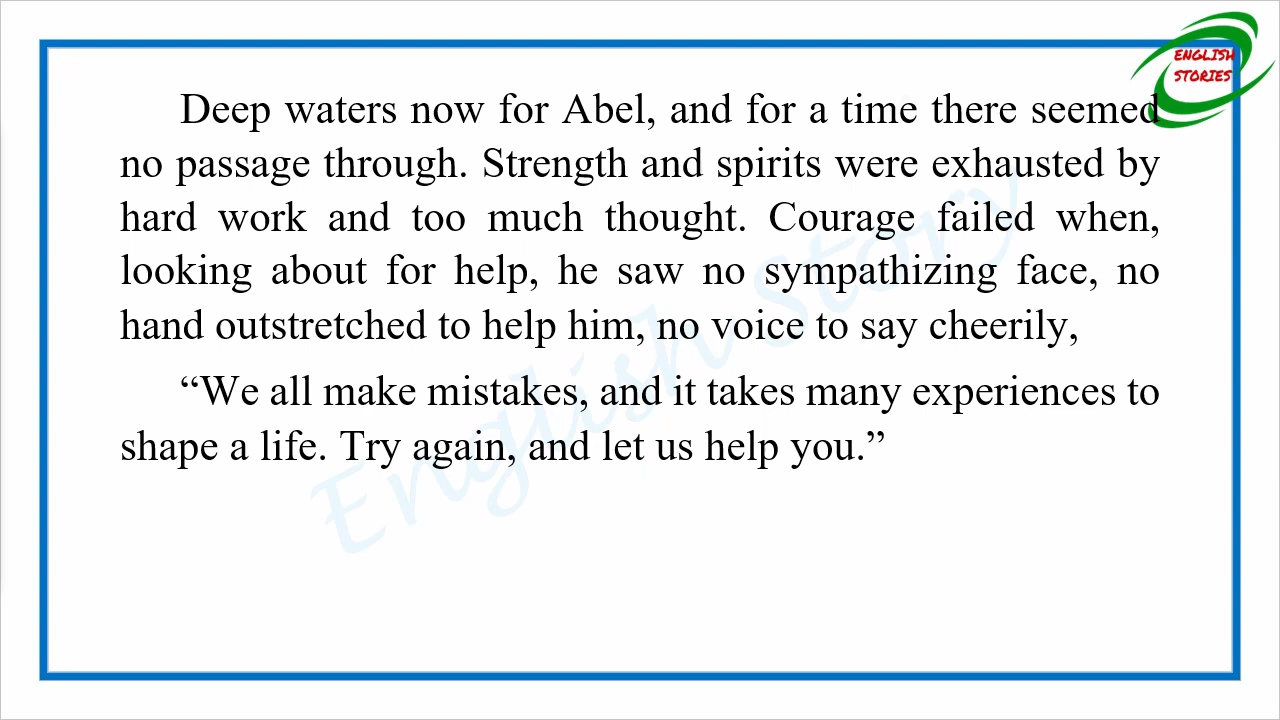 ENGLISH
STORIES
Deep waters now for Abel, and for a time there seemed
no passage through. Strength and spirits were exhausted by
hard work and too much thought. Courage failed when,
looking about for help, he saw no sympathizing face, no
hand outstretched to help him, no voice to say cheerily,
“We all make mistakes, and it takes many experiences to
shape a life. Try again, and let us help you.”
English Story